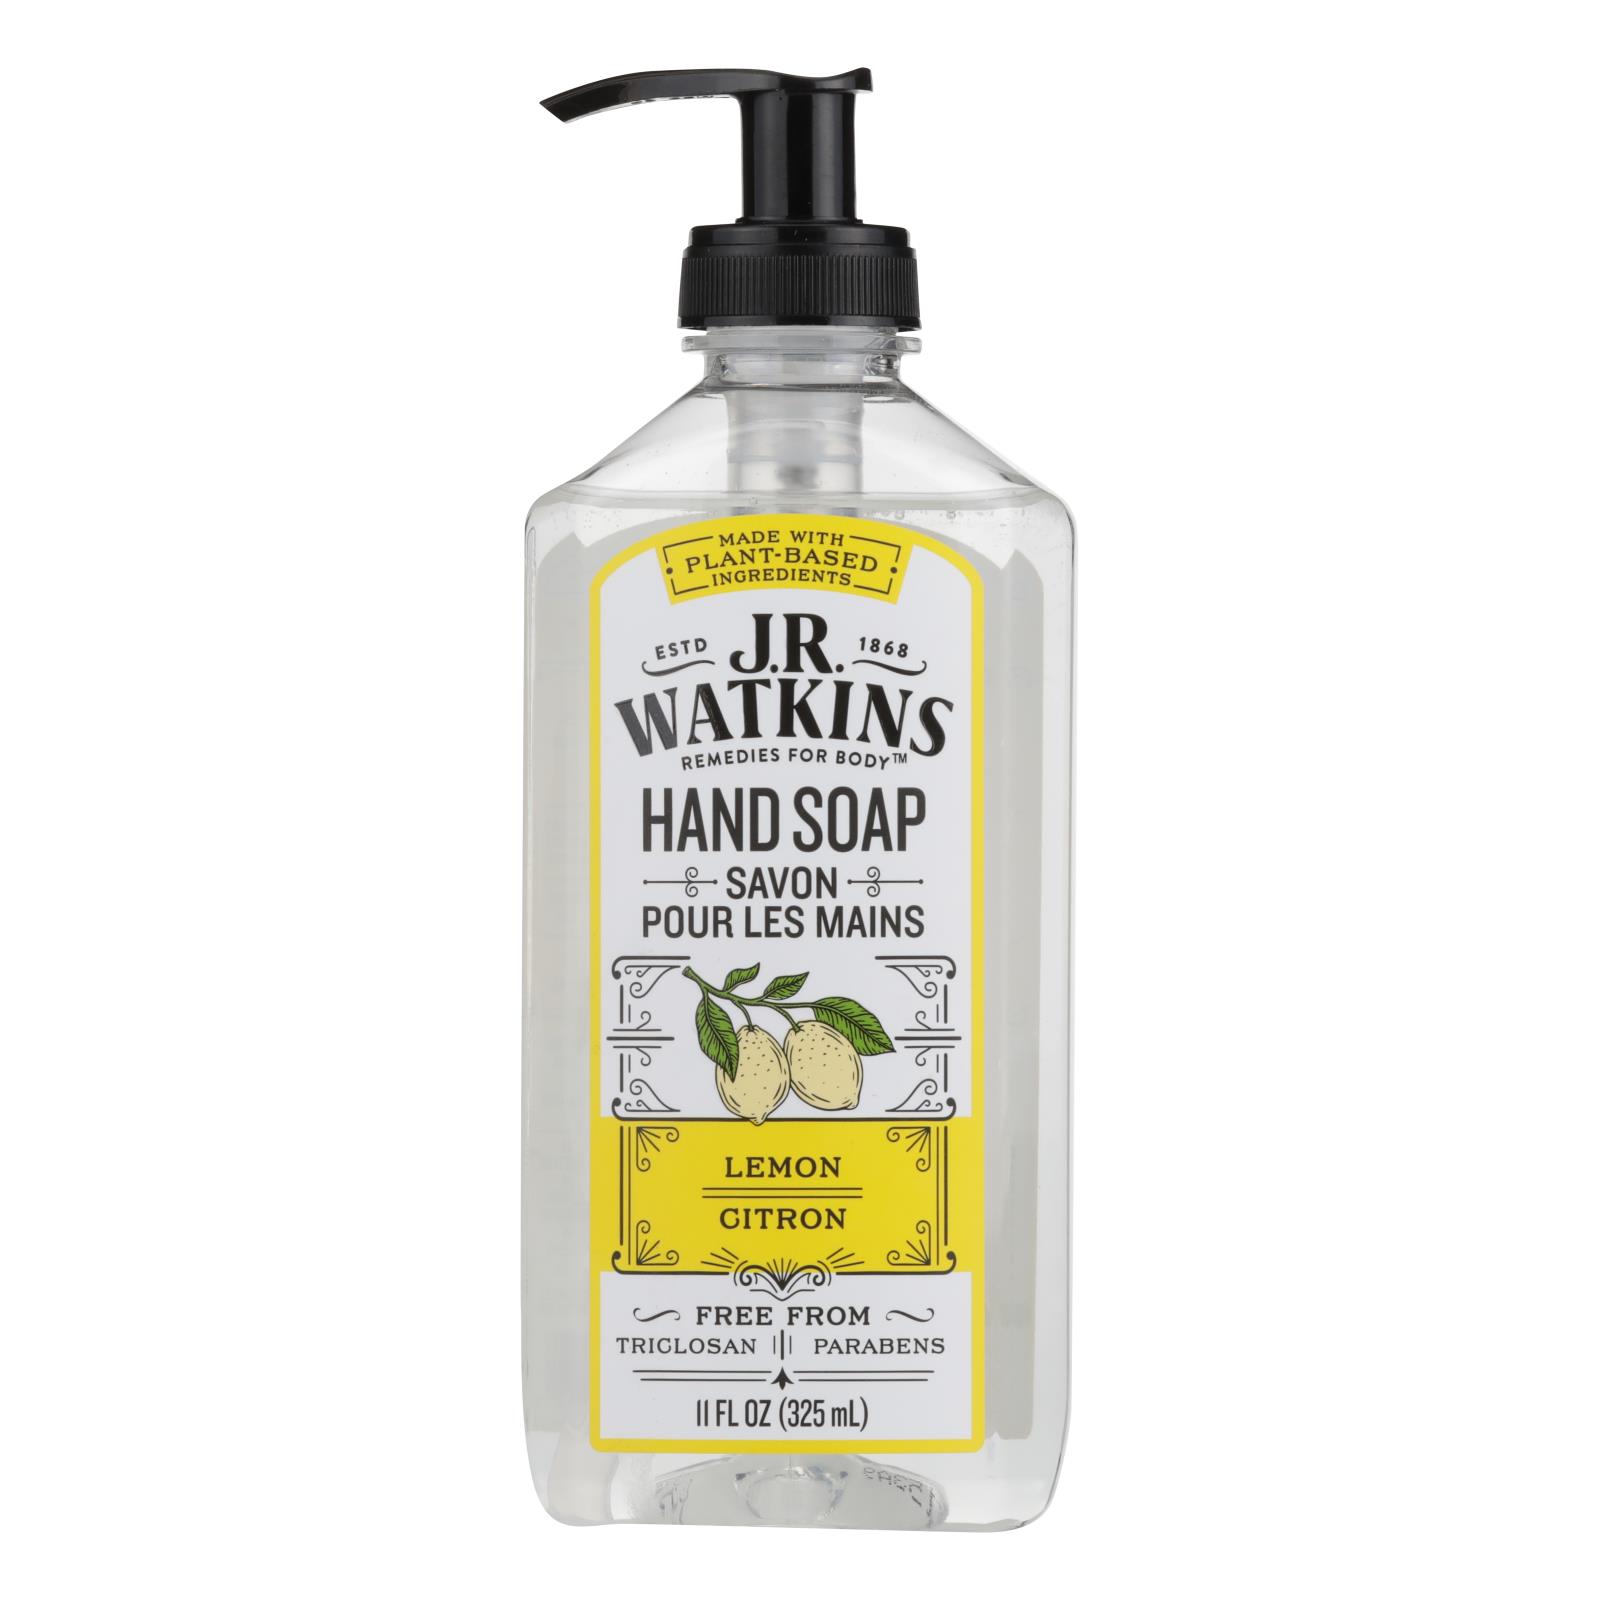 MADE WITH
PLANT-BASED
INGREDIENTS
ESTD J.R. 1868
WATKINS
REMEDIES FOR BODY™
HAND SOAP
SAVON
POUR LES MAINS
LEMON
CITRON
FREE FROM
TRICLOSAN PARABENS
11 FL OZ (325 mL)